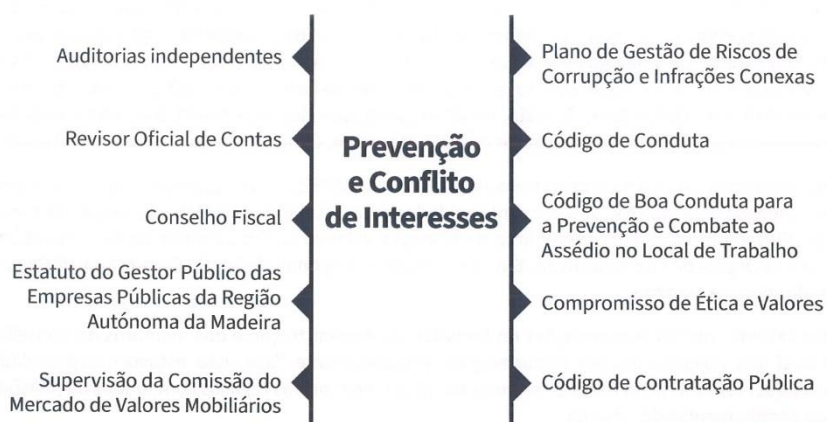 Auditorias independentes
Revisor Oficial de Contas
Conselho Fiscal
Estatuto do Gestor Público das
Empresas Públicas da Região
Autónoma da Madeira
Supervisão da Comissão do
Mercado de Valores Mobiliários
Prevenção
e Conflito
de Interesses
Plano de Gestão de Riscos de
Corrupção e Infrações Conexas
Código de Conduta
Código de Boa Conduta para
a Prevenção e Combate ao
Assédio no Local de Trabalho
Compromisso de Ética e Valores
Código de Contratação Pública